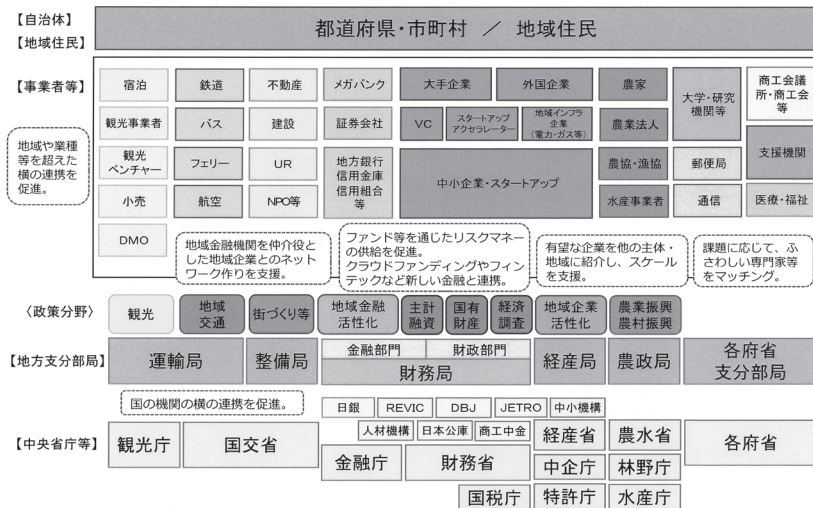 【自治体】
【地域住民】
都道府県・市町村 ／ 地域住民
【事業者等】
地域や業種
等を超えた
横の連携を
促進。
宿泊
鉄道
不動産
メガバンク
大手企業
外国企業
農家
大学・研究
機関等
商工会議
所・商工会
等
観光事業者
バス
建設
証券会社
VC
スタートアップ
アクセラレーター
地域インフラ
企業
（電力・ガス等）
農業法人
支援機関
観光
ベンチャー
フェリー
UR
地方銀行
信用金庫
信用組合
等
中小企業・スタートアップ
農協・漁協
郵便局
小売
航空
NPO等
水産事業者
通信
医療・福祉
DMO
地域金融機関を仲介役と
した地域企業とのネット
ワーク作りを支援。
ファンド等を通じたリスクマネー
の供給を促進。
クラウドファンディングやフィン
テックなど新しい金融と連携。
有望な企業を他の主体・
地域に紹介し、スケール
を支援。
課題に応じて、ふ
さわしい専門家等
をマッチング。
〈政策分野〉
観光
地域
交通
街づくり等
地域金融
活性化
主計
融資
国有
財産
経済
調査
地域企業
活性化
農業振興
農村振興
【地方支分部局】
運輸局
整備局
金融部門
財政部門
財務局
経産局
農政局
各府省
支分部局
国の機関の横の連携を促進。
日銀
REVIC
DBJ
JETRO
中小機構
人材機構
日本公庫
商工中金
【中央省庁等】
観光庁
国交省
金融庁
財務省
経産省
農水省
各府省
中企庁
林野庁
国税庁
特許庁
水産庁